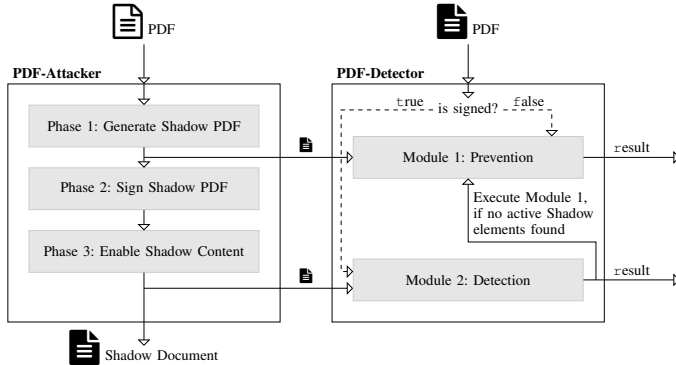 PDF
PDF
PDF-Attacker
PDF-Detector
true
is signed?
false
Phase 1: Generate Shadow PDF
Module 1: Prevention
result
Phase 2: Sign Shadow PDF
Execute Module 1,
if no active Shadow
elements found
Phase 3: Enable Shadow Content
Module 2: Detection
result
Shadow Document